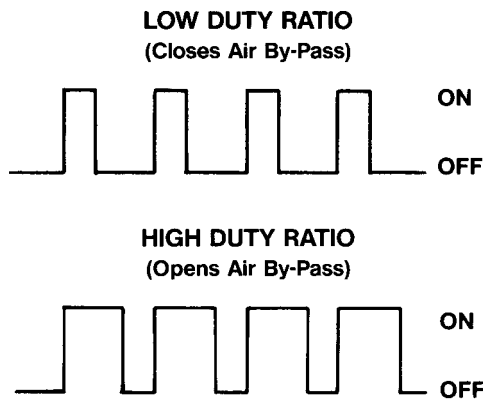 LOW DUTY RATIO
(Closes Air By-Pass)
ON
OFF
HIGH DUTY RATIO
(Opens Air By-Pass)
ON
OFF